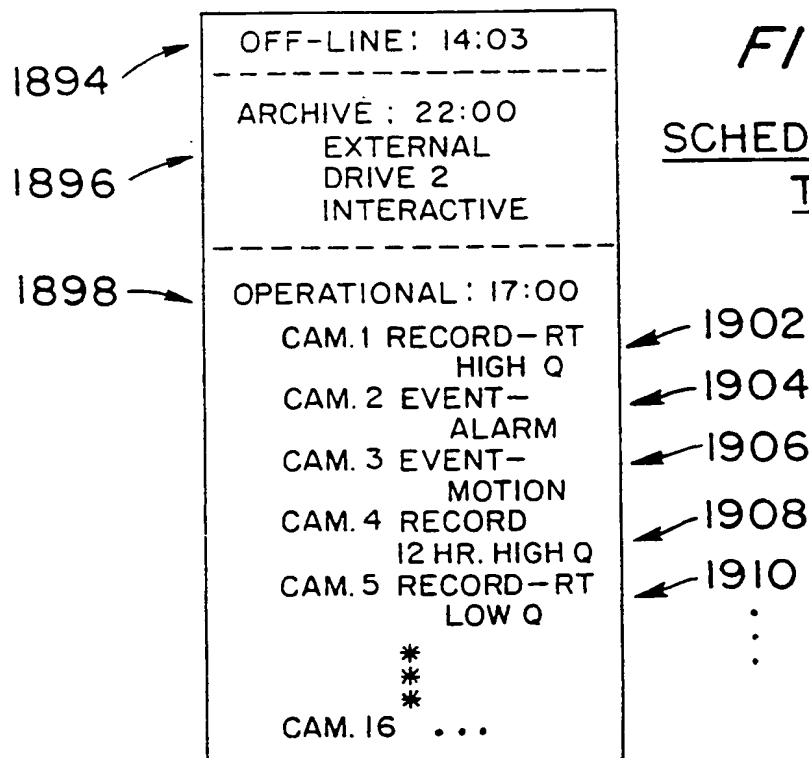 FI
SCHED
T
1894
OFF-LINE: 14:03
1896
ARCHIVE: 22:00
EXTERNAL
DRIVE 2
INTERACTIVE
1898
OPERATIONAL: 17:00
CAM. 1 RECORD-RT
HIGH Q
1902
CAM. 2 EVENT-
ALARM
1904
CAM. 3 EVENT-
MOTION
1906
CAM. 4 RECORD
12 HR. HIGH Q
1908
CAM. 5 RECORD-RT
LOW Q
1910
*
*
*
CAM. 16 ...